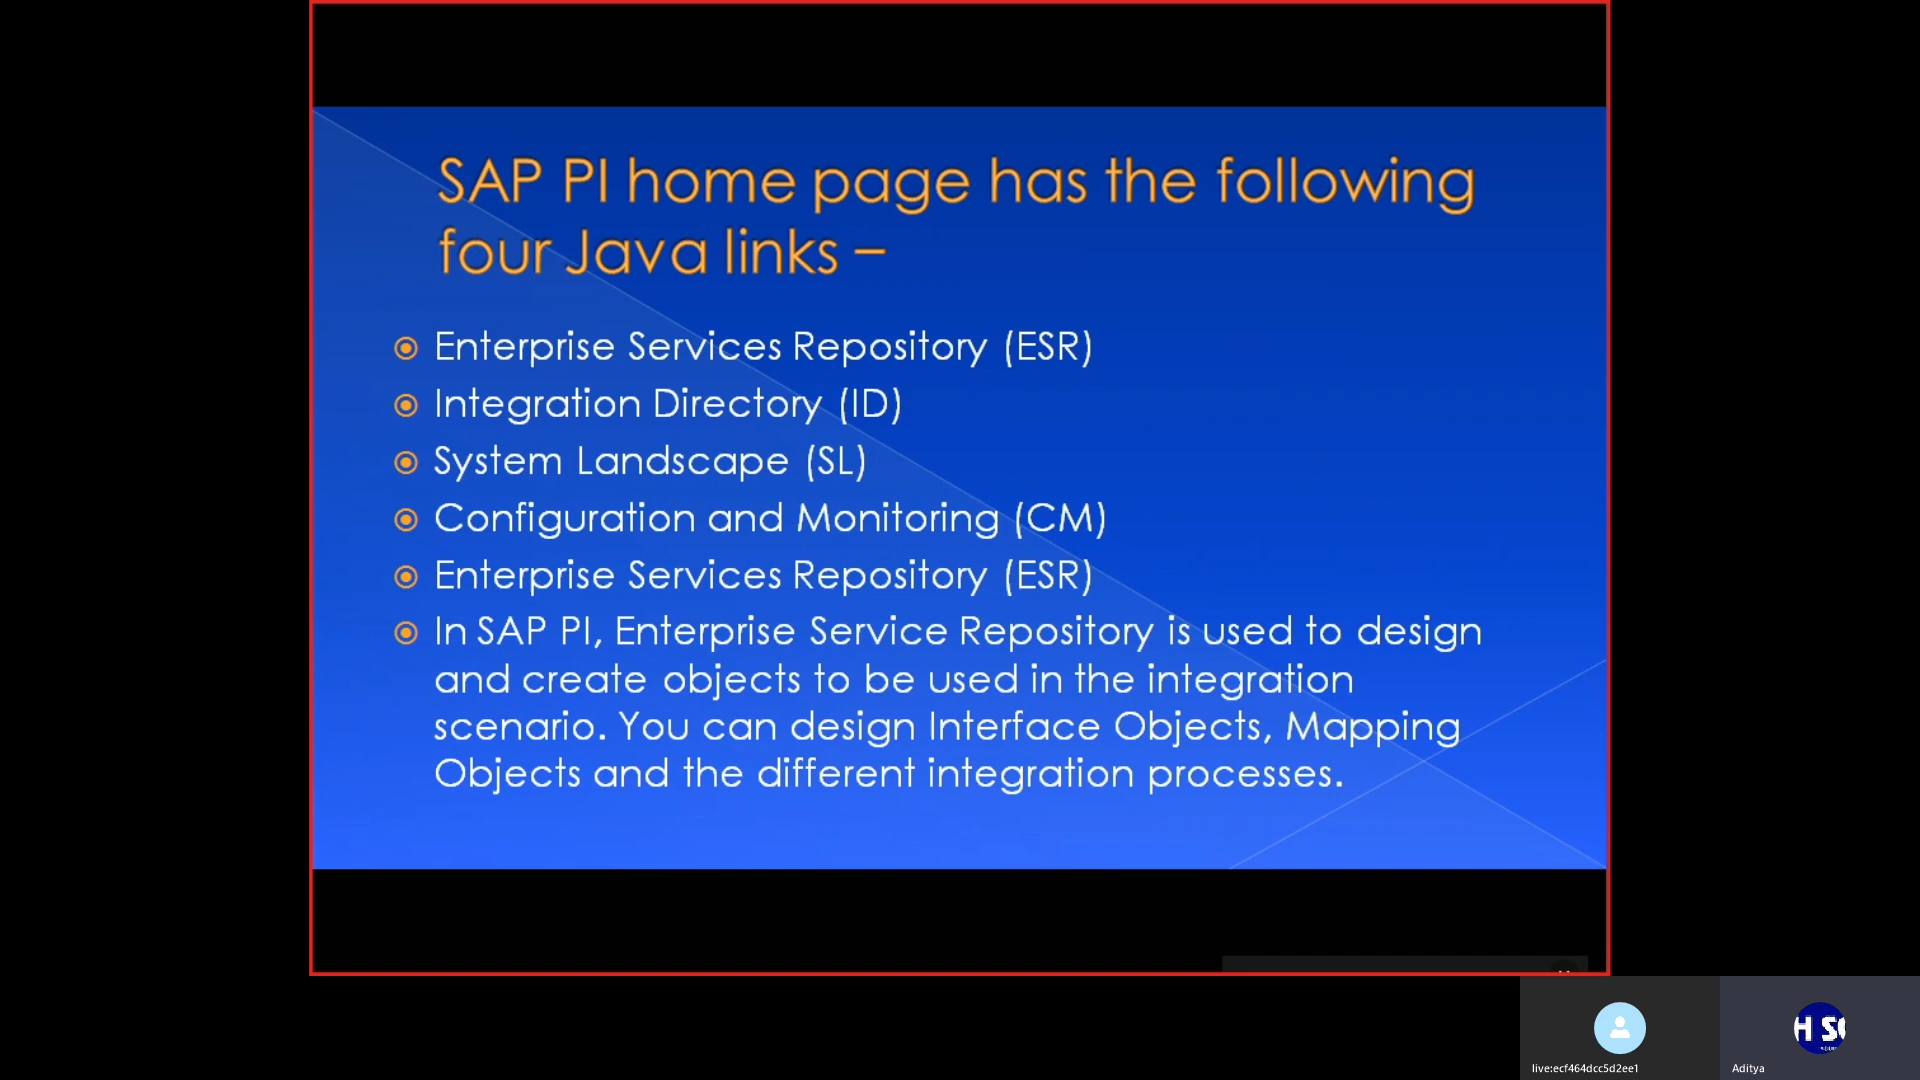 SAP PI home page has the following
four Java links –
Enterprise Services Repository (ESR)
Integration Directory (ID)
System Landscape (SL)
Configuration and Monitoring (CM)
Enterprise Services Repository (ESR)
In SAP PI, Enterprise Service Repository is used to design
and create objects to be used in the integration
scenario. You can design Interface Objects, Mapping
Objects and the different integration processes.
H S
live:ecf464dcc5d2ee1
Aditya